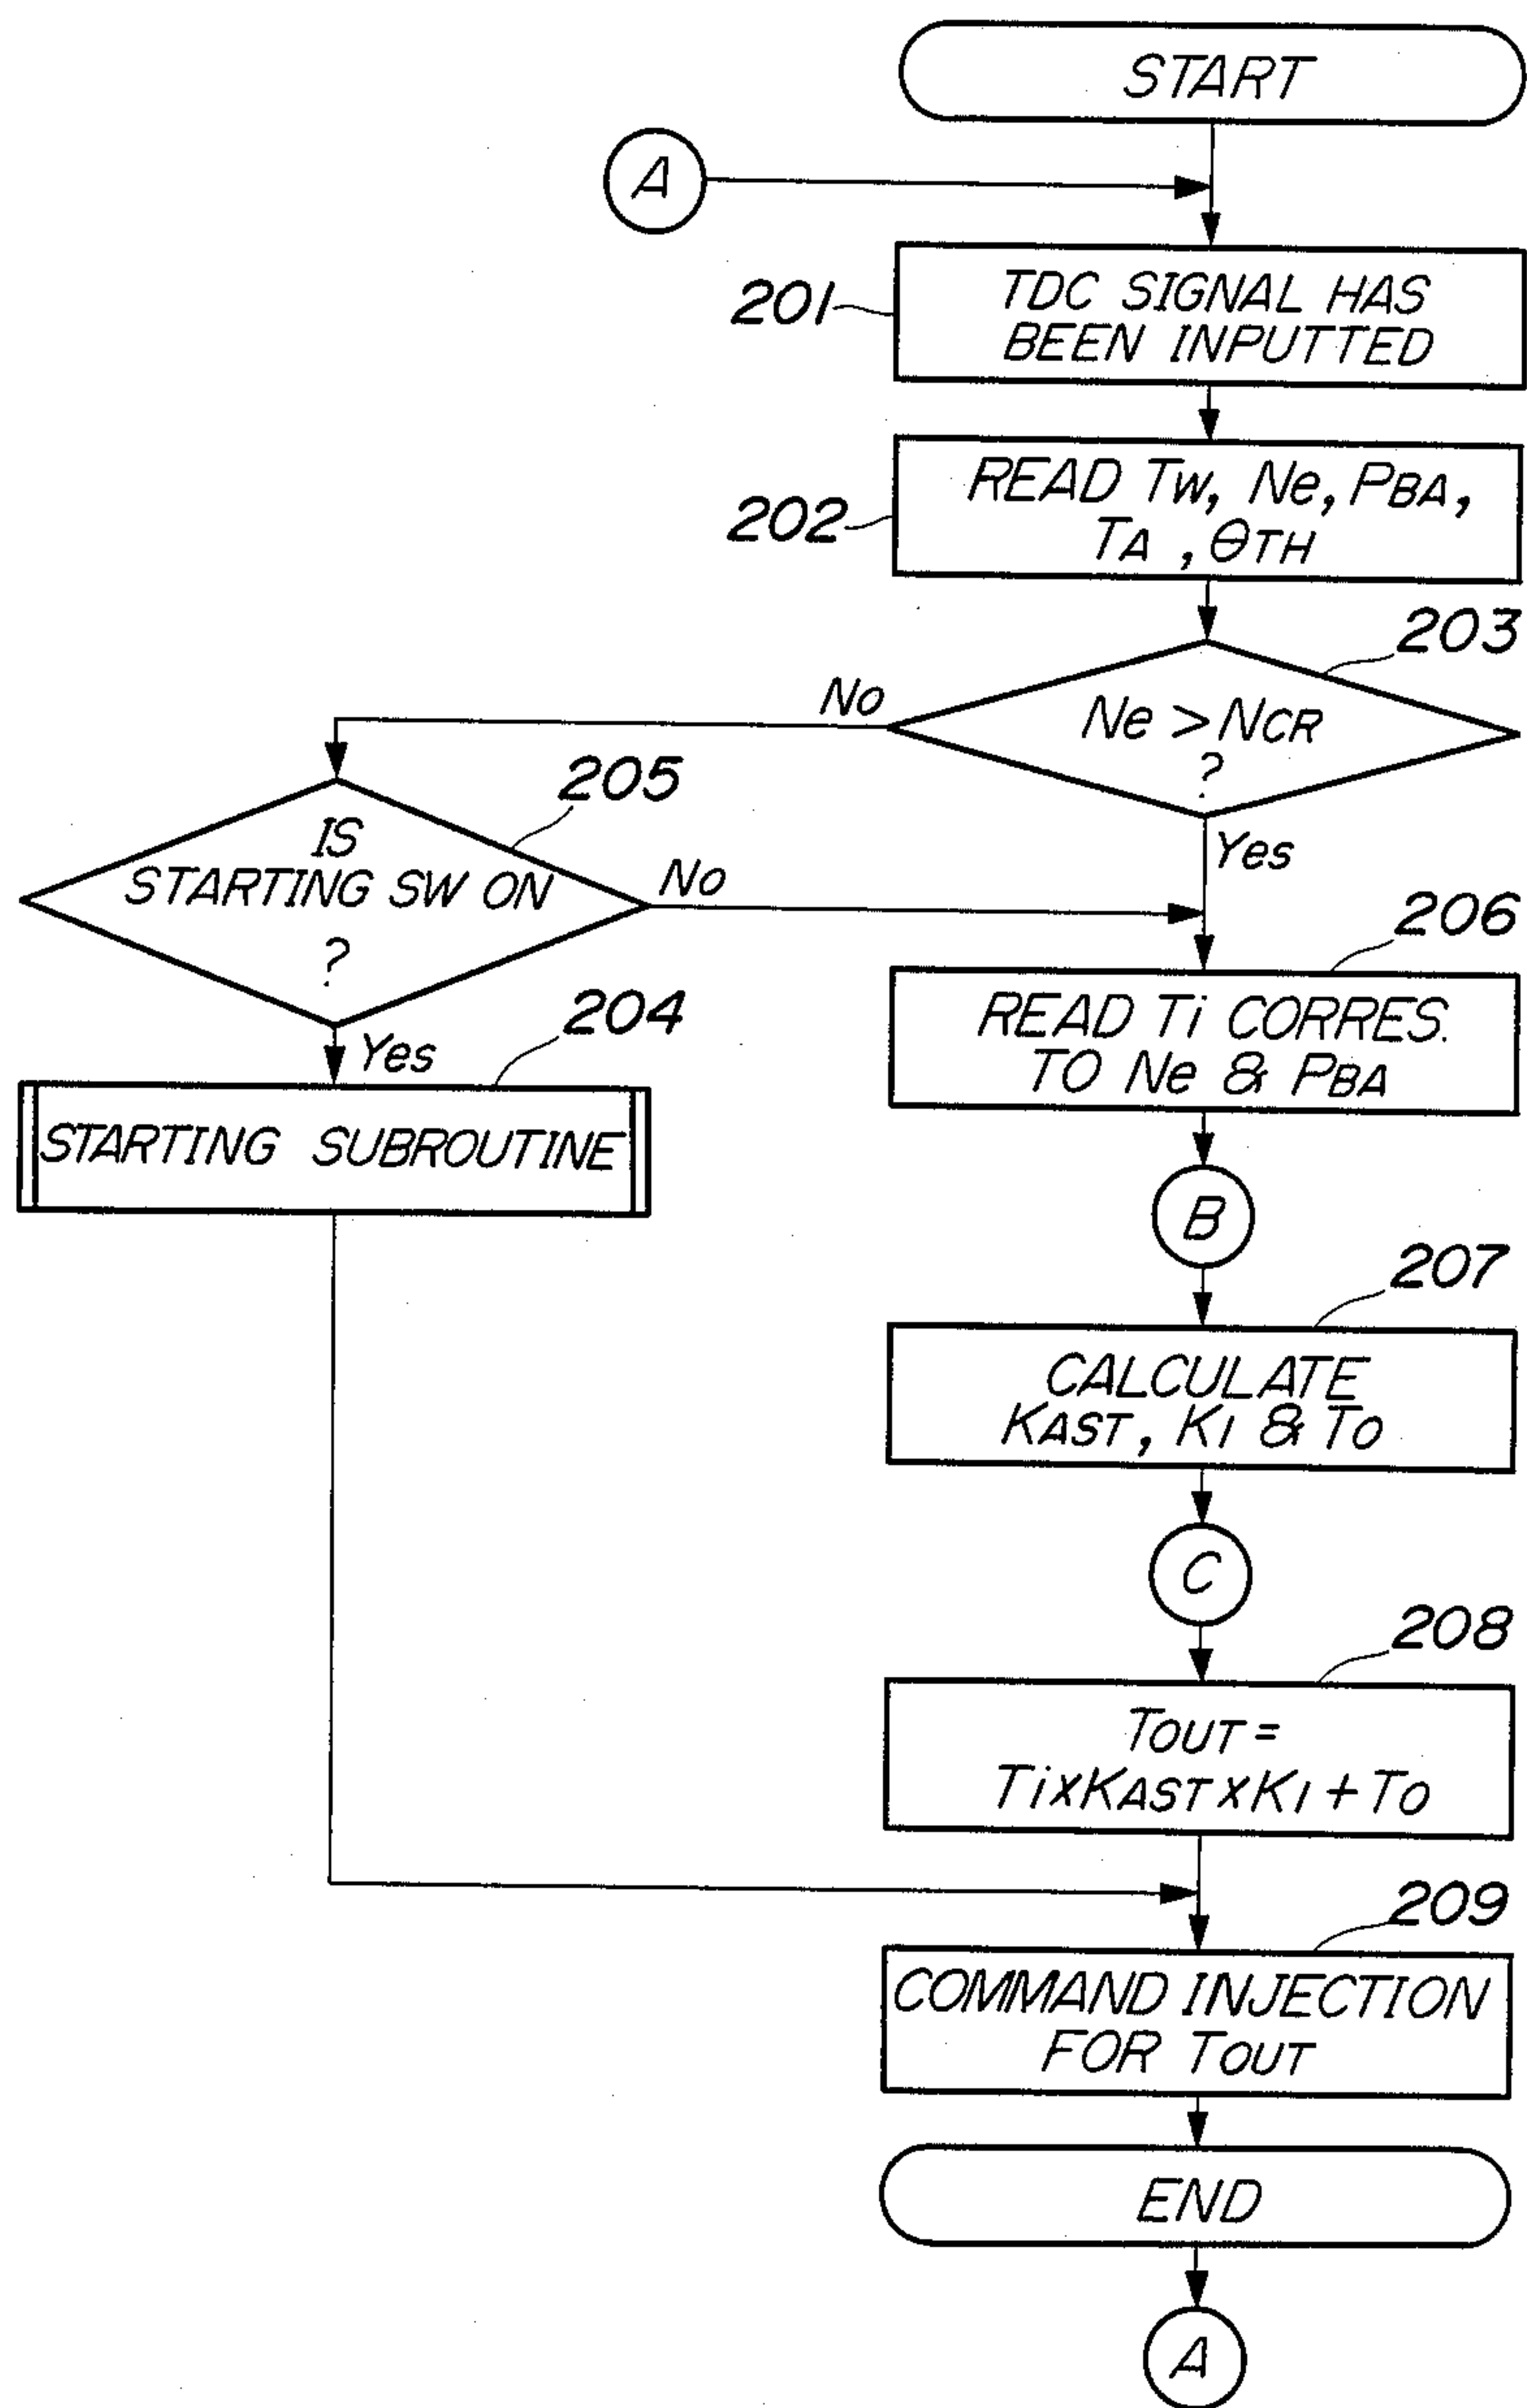 START
A
201
TDC SIGNAL HAS
BEEN INPUTTED
202
READ TW, Ne, PBA,
TA , θTH
203
Ne > NCR
?
No
Yes
205
IS
STARTING SW ON
?
No
Yes
204
STARTING SUBROUTINE
206
READ Ti CORRES.
TO Ne & PBA
B
207
CALCULATE
KAST, K1 & TO
C
208
TOUT =
TixKASTxK1 + TO
209
COMMAND INJECTION
FOR TOUT
END
A